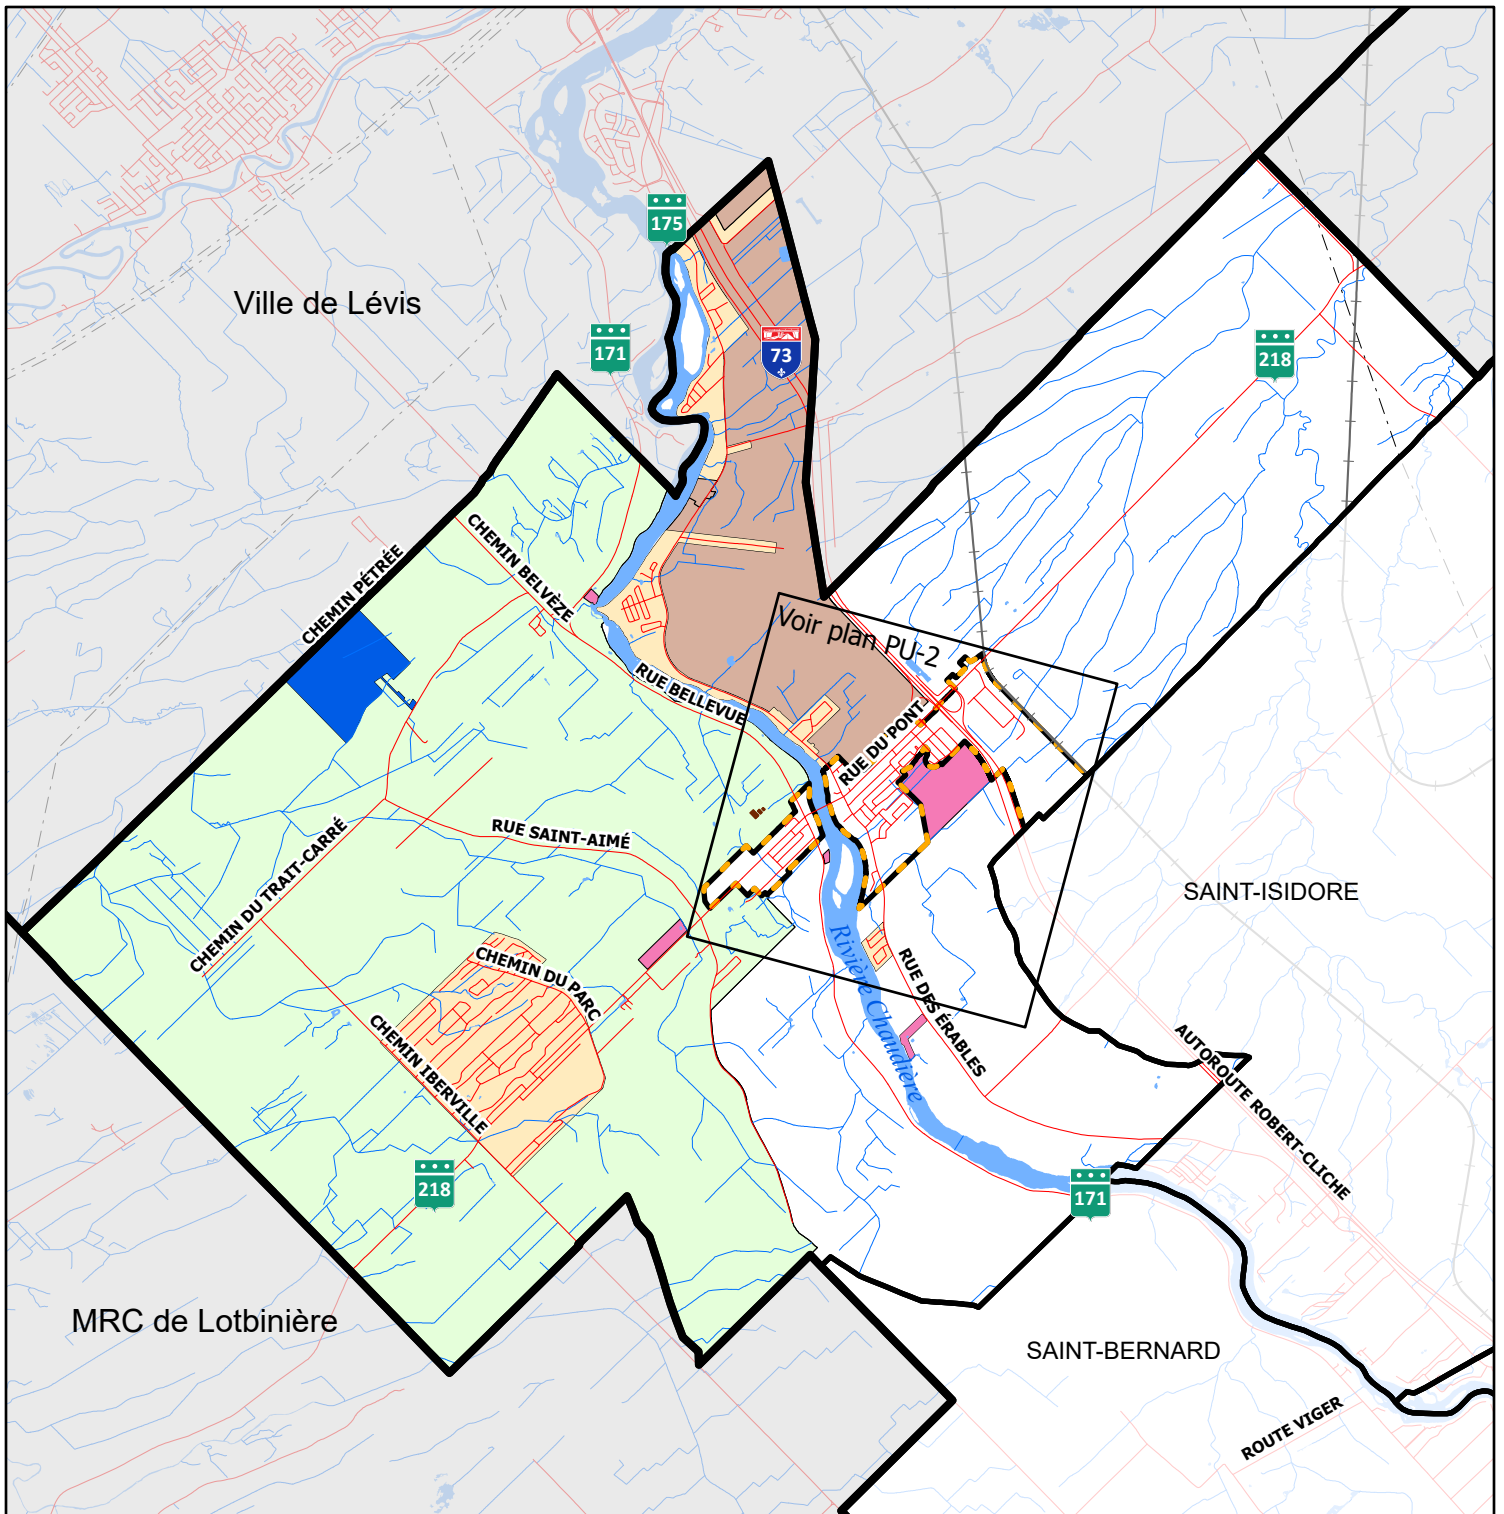 175
Ville de Lévis
171
73
218
CHEMIN BELVÈZE
CHEMIN PÉTRÉE
Voir plan PU-2
RUE BELLEVUE
RUE DU PONT
RUE SAINT-AIMÉ
CHEMIN DU TRAIT-CARRÉ
SAINT-ISIDORE
CHEMIN DU PARC
Rivière Chaudière
RUE DES ÉRABLES
CHEMIN IBERVILLE
AUTOROUTE ROBERT-CLICHE
218
171
MRC de Lotbinière
SAINT-BERNARD
ROUTE VIGER